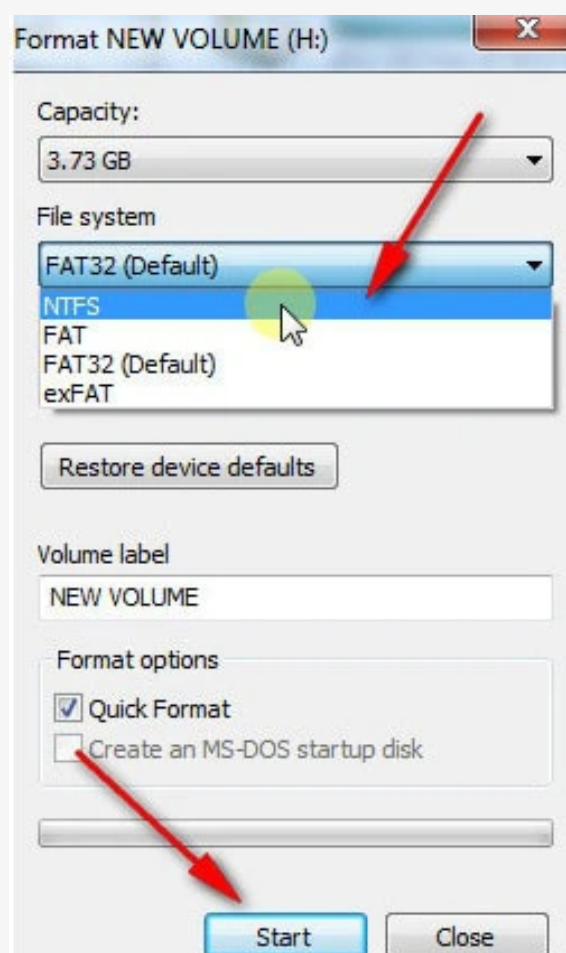 Format NEW VOLUME (H:)
Capacity:
3.73 GB
File system
FAT32 (Default)
NTFS
FAT
FAT32 (Default)
exFAT
Restore device defaults
Volume label
NEW VOLUME
Format options
Quick Format
Create an MS-DOS startup disk
Start Close